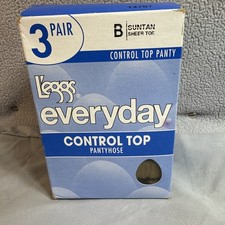 3 PAIR
B SUNTAN
SHEER TOE
CONTROL TOP PANTY
L'eggs
everyday
CONTROL TOP
PANTYHOSE